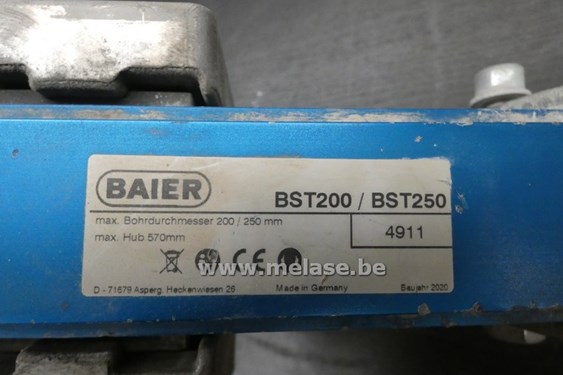 BAIER
BST200 / BST250
max. Bohrdurchmesser 200 / 250 mm
max. Hub 570mm
4911
CE
www.melase.be
D - 71679 Asperg, Heckenwiesen 26
Made in Germany
Baujahr 2020